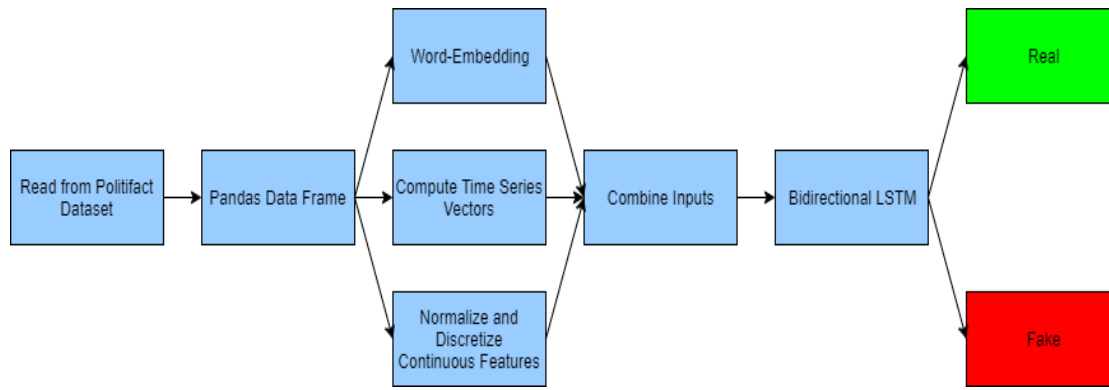 Word-Embedding
Real
Read from Politifact
Dataset
Pandas Data Frame
Compute Time Series
Vectors
Combine Inputs
Bidirectional LSTM
Normalize and
Discretize
Continuous Features
Fake